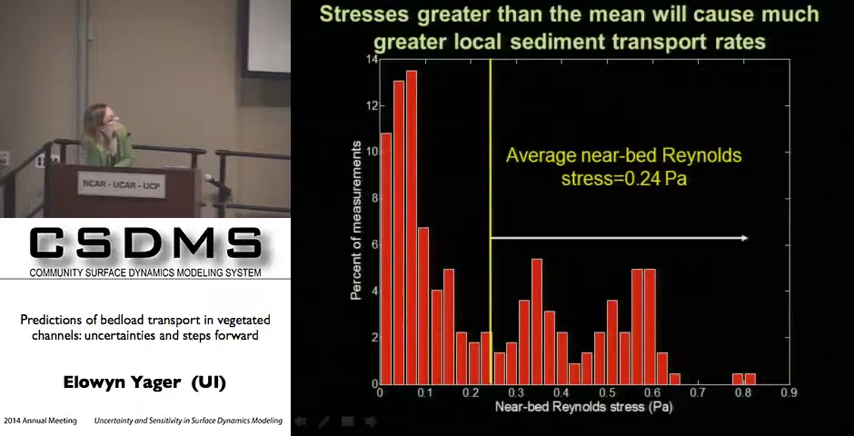 Stresses greater than the mean will cause much
greater local sediment transport rates
NCAR - UCAR - UCP
CSDMS
COMMUNITY SURFACE DYNAMICS MODELING SYSTEM
Predictions of bedload transport in vegetated
channels: uncertainties and steps forward
Elowyn Yager (UI)
2014 Annual Meeting
Uncertainty and Sensitivity in Surface Dynamics Modeling
Percent of measurements
14
12
10
8
6
4
2
0
Average near-bed Reynolds
stress=0.24 Pa
0 0.1 0.2 0.3 0.4 0.5 0.6 0.7 0.8 0.9
Near-bed Reynolds stress (Pa)